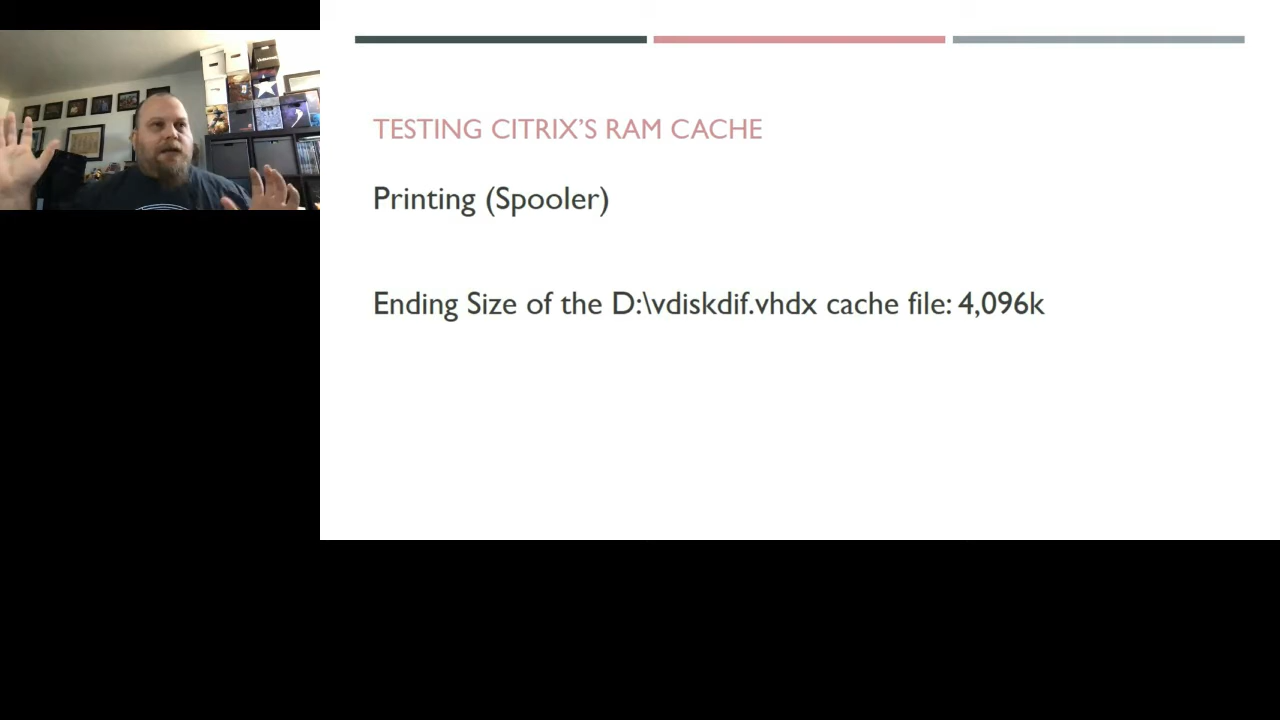 TESTING CITRIX'S RAM CACHE
Printing (Spooler)
Ending Size of the D:\vdiskdif.vhdx cache file: 4,096k